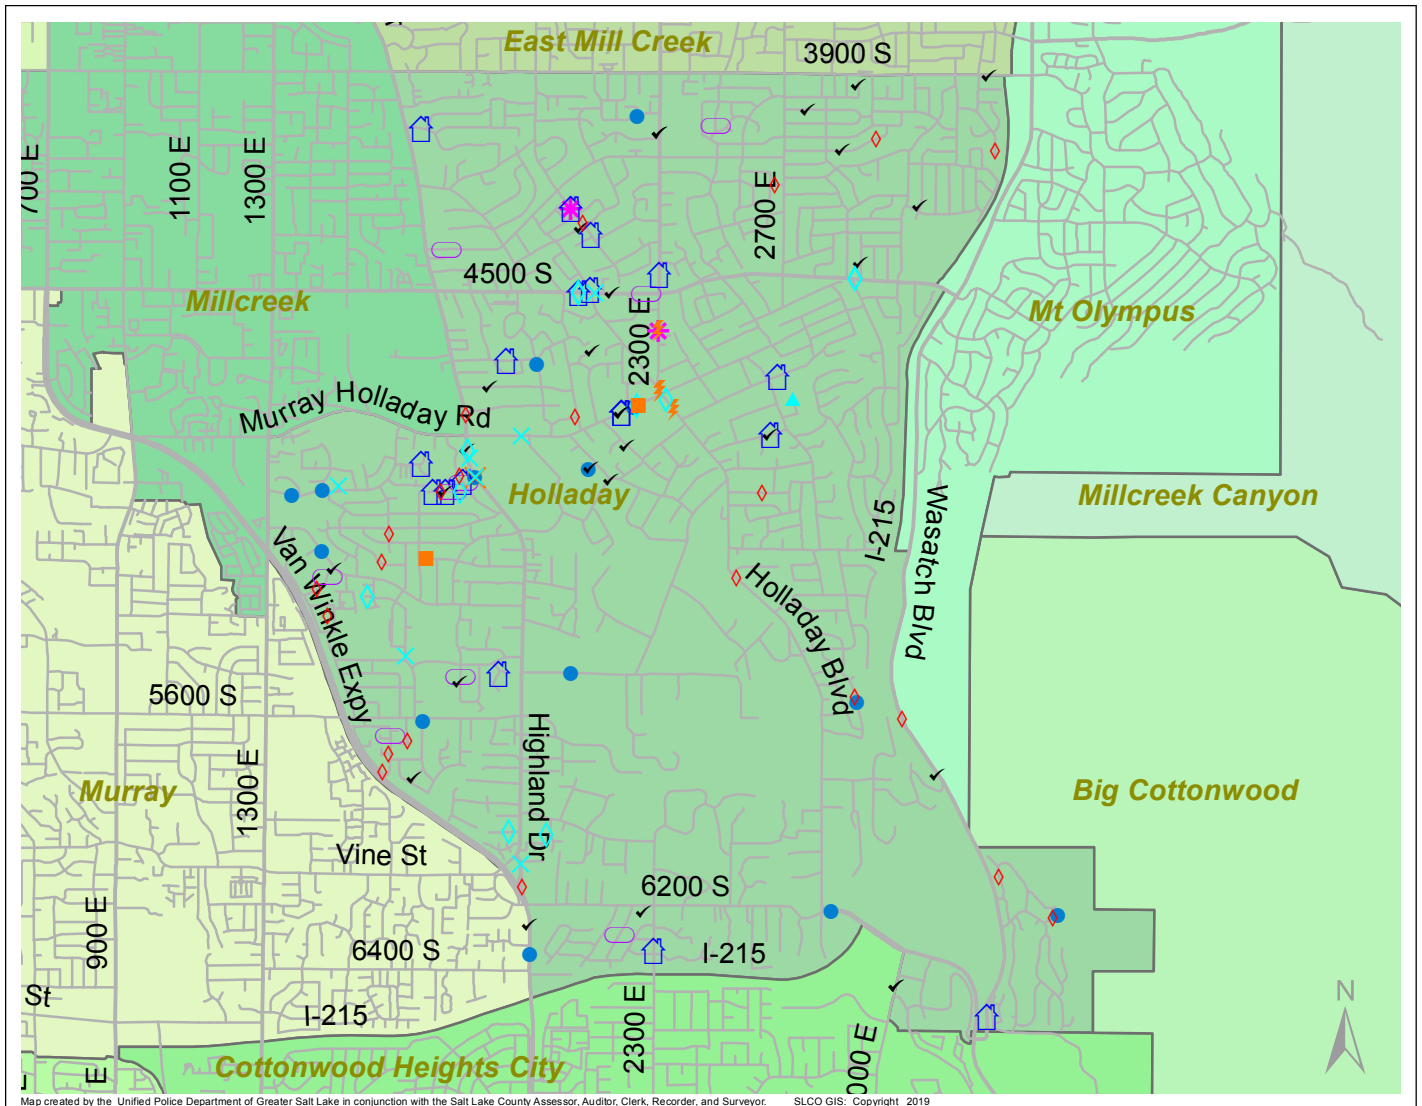 East Mill Creek
3900 S
700 E
1100 E
1300 E
2700 E
4500 S
Millcreek
Mt Olympus
2300 E
Murray Holladay Rd
Holladay
Millcreek Canyon
I-215
Wasatch Blvd
Van Winkle Expy
Holladay Blvd
5600 S
Highland Dr
Murray
1300 E
Big Cottonwood
Vine St
6200 S
900 E
6400 S
I-215
St
I-215
2300 E
000 E
N
Cottonwood Heights City
E
Map created by the Unified Police Department of Greater Salt Lake in conjunction with the Salt Lake County Assessor, Auditor, Clerk, Recorder, and Surveyor. SLCO GIS: Copyright 2019